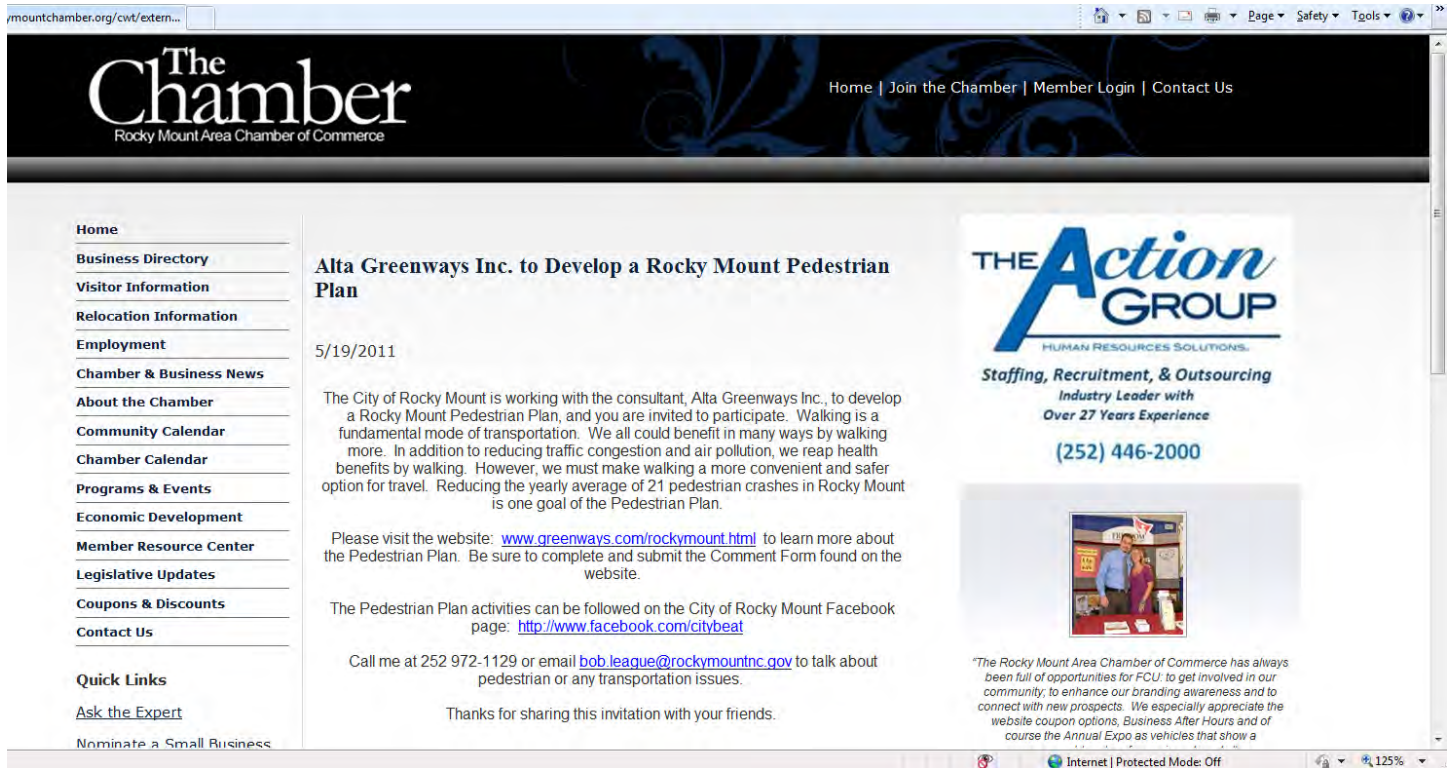 ymountchamber.org/cwt/extern...
Page Safety Tools
The
Chamber
Rocky Mount Area Chamber of Commerce
Home | Join the Chamber | Member Login | Contact Us
Home
Business Directory
Visitor Information
Relocation Information
Employment
Chamber & Business News
About the Chamber
Community Calendar
Chamber Calendar
Programs & Events
Economic Development
Member Resource Center
Legislative Updates
Coupons & Discounts
Contact Us
Quick Links
Ask the Expert
Nominate a Small Business
Alta Greenways Inc. to Develop a Rocky Mount Pedestrian
Plan
5/19/2011
The City of Rocky Mount is working with the consultant, Alta Greenways Inc., to develop
a Rocky Mount Pedestrian Plan, and you are invited to participate. Walking is a
fundamental mode of transportation. We all could benefit in many ways by walking
more. In addition to reducing traffic congestion and air pollution, we reap health
benefits by walking. However, we must make walking a more convenient and safer
option for travel. Reducing the yearly average of 21 pedestrian crashes in Rocky Mount
is one goal of the Pedestrian Plan.
Please visit the website: www.greenways.com/rockymount.html to learn more about
the Pedestrian Plan. Be sure to complete and submit the Comment Form found on the
website.
The Pedestrian Plan activities can be followed on the City of Rocky Mount Facebook
page: http://www.facebook.com/citybeat
Call me at 252 972-1129 or email bob.league@rockymountnc.gov to talk about
pedestrian or any transportation issues.
Thanks for sharing this invitation with your friends.
THE Action
GROUP
HUMAN RESOURCES SOLUTIONS.
Staffing, Recruitment, & Outsourcing
Industry Leader with
Over 27 Years Experience
(252) 446-2000
"The Rocky Mount Area Chamber of Commerce has always
been full of opportunities for FCU: to get involved in our
community; to enhance our branding awareness and to
connect with new prospects. We especially appreciate the
website coupon options, Business After Hours and of
course the Annual Expo as vehicles that show a
Internet | Protected Mode: Off
125%